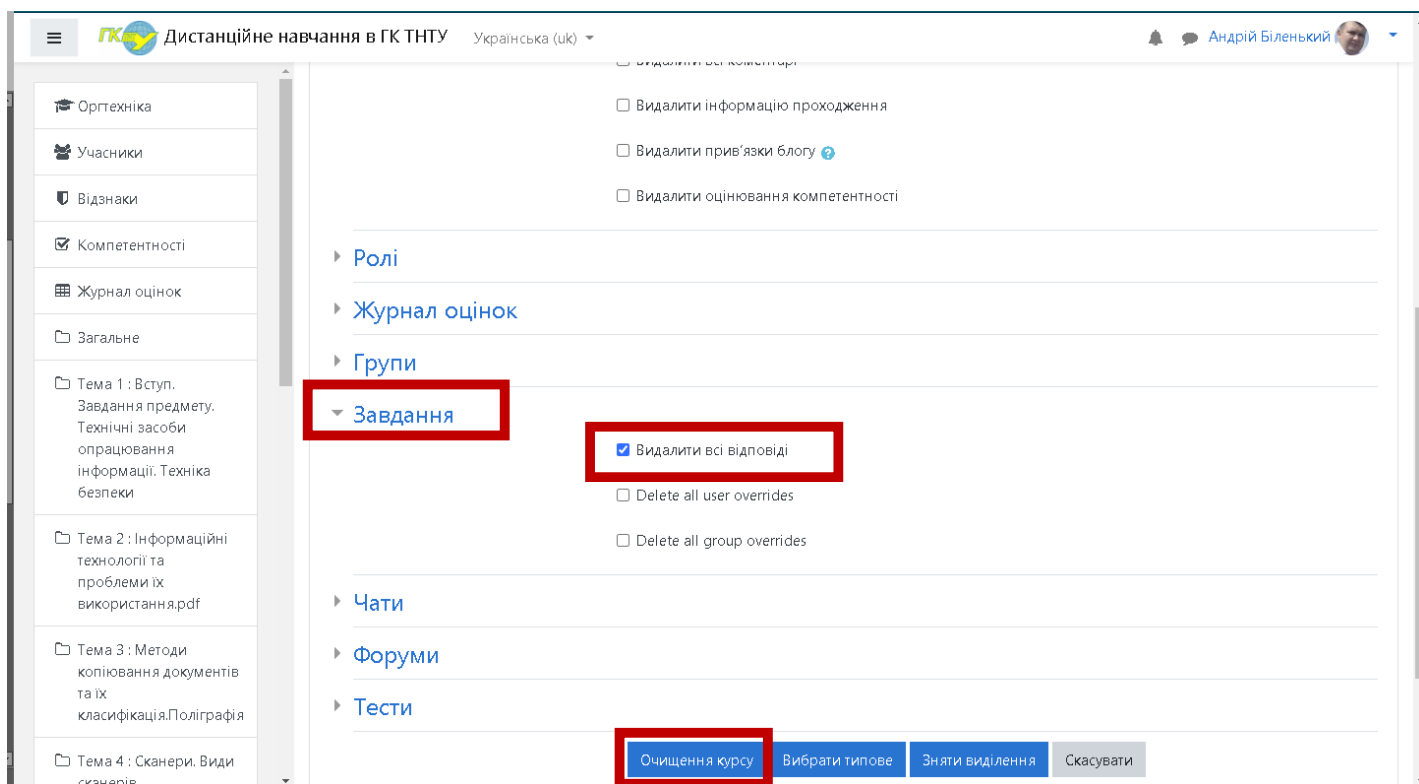 ГК Дистанційне навчання в ГК ТНТУ Українська (uk) Андрій Біленький
Оргтехніка
Учасники
Відзнаки
Компетентності
Журнал оцінок
Загальне
Тема 1 : Вступ.
Завдання предмету.
Технічні засоби
опрацювання
інформації. Техніка
безпеки
Тема 2 : Інформаційні
технології та
проблеми їх
використання.pdf
Тема 3 : Методи
копіювання документів
та їх
класифікація.Поліграфія
Тема 4 : Сканери. Види
сканерів
Видалити всі коментарі
Видалити інформацію проходження
Видалити прив’язки блогу
Видалити оцінювання компетентності
Ролі
Журнал оцінок
Групи
Завдання
Видалити всі відповіді
Delete all user overrides
Delete all group overrides
Чати
Форуми
Тести
Очищення курсу Вибрати типове Зняти виділення Скасувати